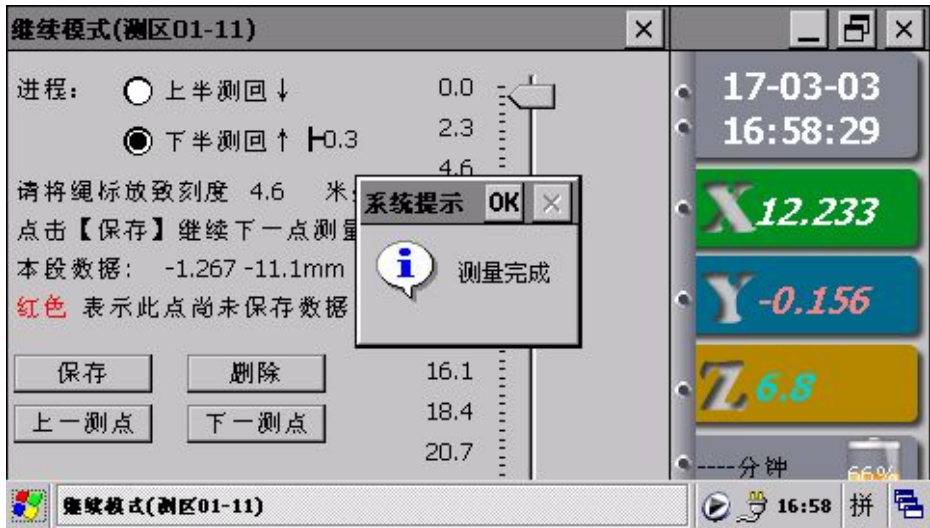 继续模式(测区01-11)
进程: 上半测回↓
下半测回↑ 0.3
请将绳标放致刻度 4.6 米
点击【保存】继续下一点测量
本段数据: -1.267 -11.1mm
红色 表示此点尚未保存数据
保存 删除
上一测点 下一测点
0.0
2.3
4.6
16.1
18.4
20.7
系统提示 OK
测量完成
17-03-03
16:58:29
X 12.233
Y -0.156
Z 6.8
----分钟 66%
继续模式(测区01-11)
16:58 拼